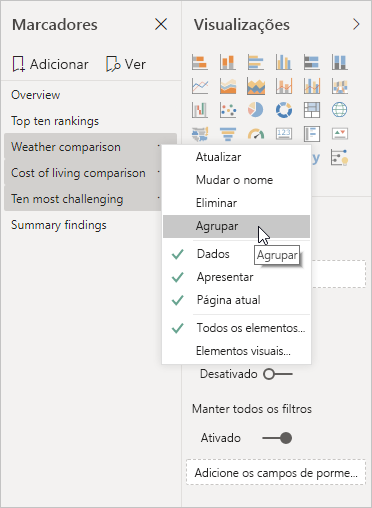 Marcadores
Visualizações
Adicionar
Ver
Overview
Top ten rankings
Weather comparison
Cost of living comparison
Ten most challenging
Summary findings
Atualizar
Mudar o nome
Eliminar
Agrupar
Dados
Agrupar
Apresentar
Página atual
Todos os elementos...
Elementos visuais...
Desativado
Manter todos os filtros
Ativado
Adicione os campos de porme...